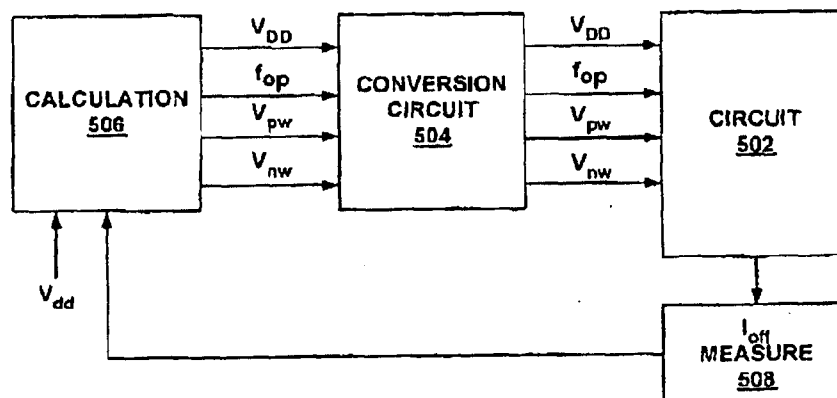 CALCULATION
506
V_DD
f_op
V_pw
V_nw
CONVERSION
CIRCUIT
504
V_DD
f_op
V_pw
V_nw
CIRCUIT
502
V_dd
I_off
MEASURE
508